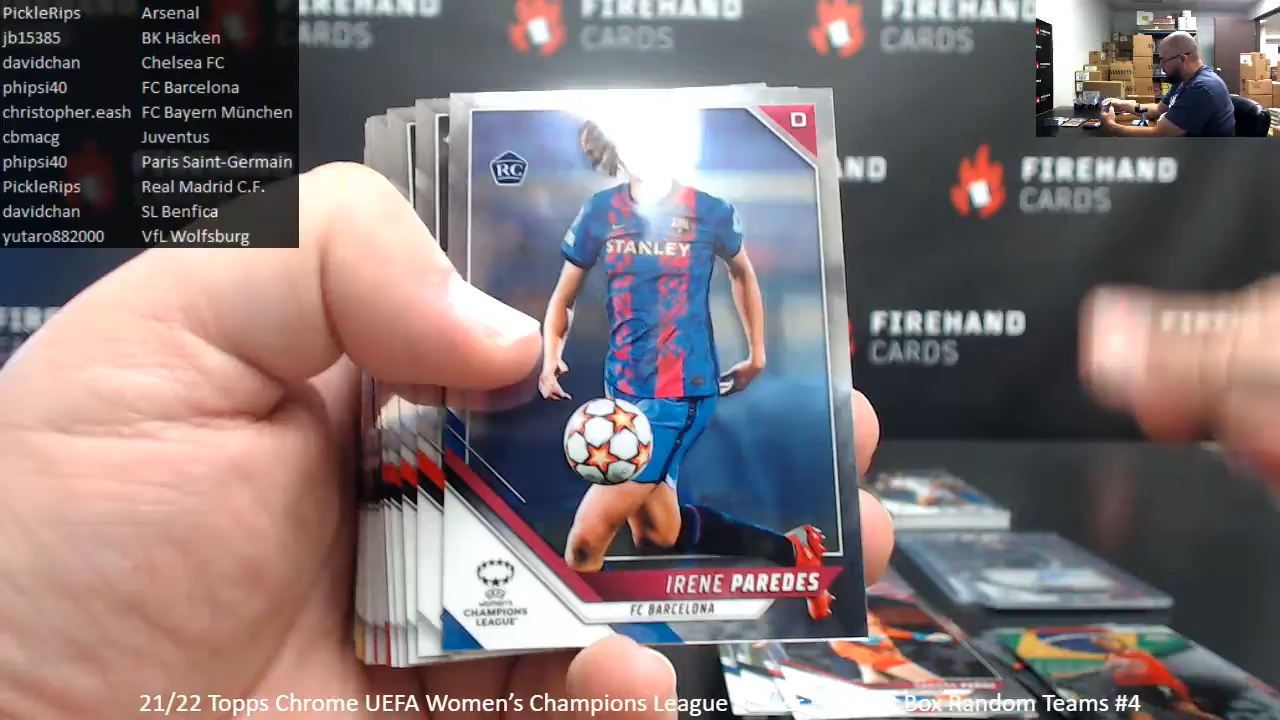 PickleRips Arsenal
jb15385 BK Häcken
davidchan Chelsea FC
phipsi40 FC Barcelona
christopher.eash FC Bayern München
cbmacg Juventus
phipsi40 Paris Saint-Germain
PickleRips Real Madrid C.F.
davidchan SL Benfica
yutaro882000 VfL Wolfsburg
FIREHAND
CARDS
FIREHAND
CARDS
FIREHAND
CARDS
FIREHAND
CARDS
D
RC
STANLEY
IRENE PAREDES
FC BARCELONA
UEFA
WOMEN'S
CHAMPIONS
LEAGUE
21/22 Topps Chrome UEFA Women's Champions League Box Random Teams #4